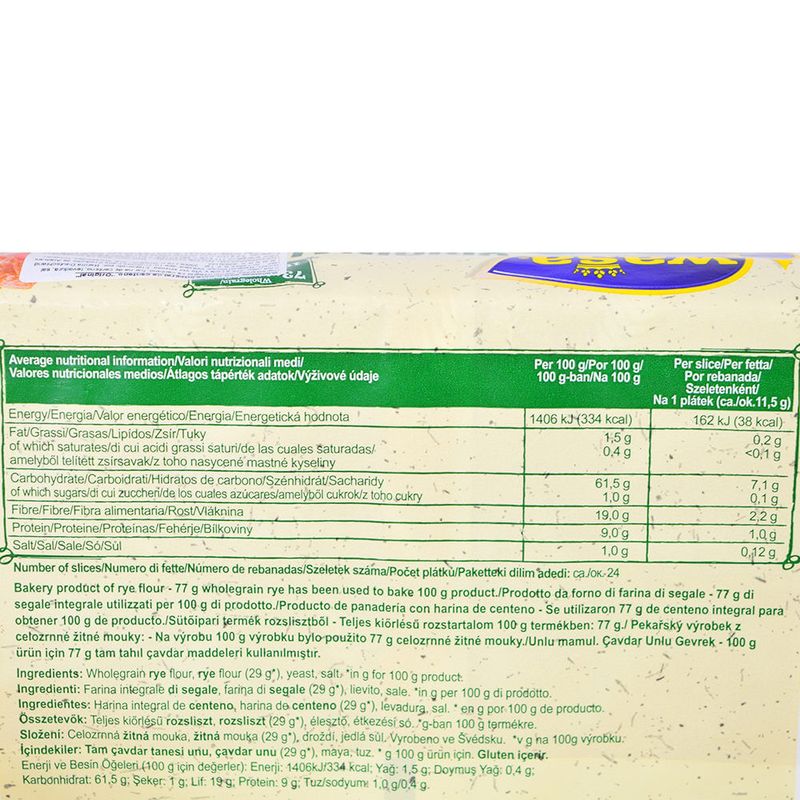 wasa
Wholegrain/
Average nutritional information/Valori nutrizionali medi/
Valores nutricionales medios/Átlagos tápérték adatok/Výživové údaje
Per 100 g/Por 100 g/
100 g-ban/Na 100 g
Per slice/Per fetta/
Por rebanada/
Szeletenként/
Na 1 plátek (ca./ok.11,5 g)
Energy/Energia/Valor energético/Energia/Energetická hodnota 1406 kJ (334 kcal) 162 kJ (38 kcal)
Fat/Grassi/Grasas/Lipídos/Zsír/Tuky 1,5 g 0,2 g
of which saturates/di cui acidi grassi saturi/de las cuales saturadas/ 0,4 g <0,1 g
amelyből telített zsírsavak/z toho nasycené mastné kyseliny
Carbohydrate/Carboidrati/Hidratos de carbono/Szénhidrát/Sacharidy 61,5 g 7,1 g
of which sugars/di cui zuccheri/de los cuales azúcares/amelyből cukrok/z toho cukry 1,0 g 0,1 g
Fibre/Fibre/Fibra alimentaria/Rost/Vláknina 19,0 g 2,2 g
Protein/Proteine/Proteínas/Fehérje/Bílkoviny 9,0 g 1,0 g
Salt/Sal/Sale/Só/Sůl 1,0 g 0,12 g
Number of slices/Numero di fette/Número de rebanadas/Szeletek száma/Počet plátků/Paketteki dilim adedi: ca./ok.-24
Bakery product of rye flour - 77 g wholegrain rye has been used to bake 100 g product./Prodotto da forno di farina di segale - 77 g di
segale integrale utilizzati per 100 g di prodotto./Producto de panadería con harina de centeno - Se utilizaron 77 g de centeno integral para
obtener 100 g de producto./Sütőipari termék rozslisztből - Teljes kiőrlésű rozstartalom 100 g termékben: 77 g./ Pekařský výrobek z
celozrnné žitné mouky: - Na výrobu 100 g výrobku bylo použito 77 g celozrnné žitné mouky./Unlu mamul. Çavdar Unlu Gevrek - 100 g
ürün için 77 g tam tahıl çavdar maddeleri kullanılmıştır.
Ingredients: Wholegrain rye flour, rye flour (29 g*), yeast, salt. *in g for 100 g product.
Ingredienti: Farina integrale di segale, farina di segale (29 g*), lievito, sale. *in g per 100 g di prodotto.
Ingredientes: Harina integral de centeno, harina de centeno (29 g*), levadura, sal. * en g por 100 g de producto.
Összetevők: Teljes kiőrlésű rozsliszt, rozsliszt (29 g*), élesztő, étkezési só. *g-ban 100 g termékre.
Složení: Celozrnná žitná mouka, žitná mouka (29 g*), droždí, jedlá sůl. Vyrobeno ve Švédsku. *v g na 100g výrobku.
İçindekiler: Tam çavdar tanesi unu, çavdar unu (29 g*), maya, tuz. * g 100 g ürün için. Gluten içerir.
Enerji ve Besin Öğeleri (100 g için değerler): Enerji: 1406kJ/334 kcal; Yağ: 1,5 g; Doymuş Yağ: 0,4 g;
Karbonhidrat: 61,5 g; Şeker: 1 g; Lif: 19 g; Protein: 9 g; Tuz/sodyum: 1,0 g/0,4 g.